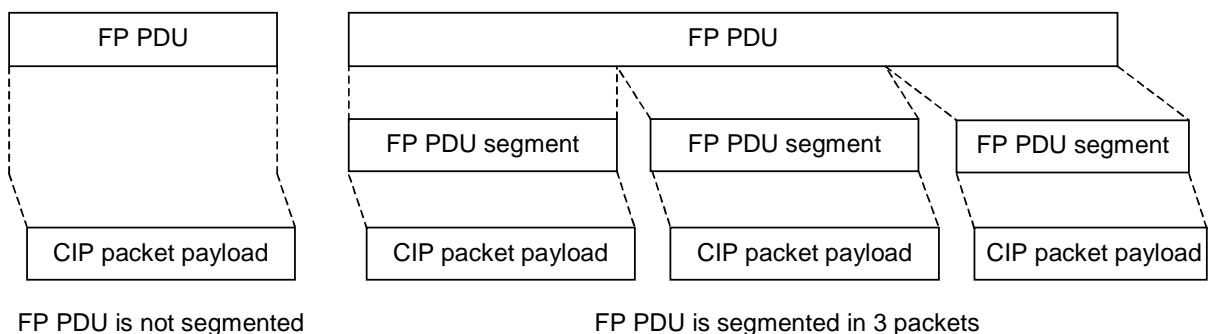 FP PDU
FP PDU
FP PDU segment
FP PDU segment
FP PDU segment
CIP packet payload
CIP packet payload
CIP packet payload
CIP packet payload
FP PDU is not segmented
FP PDU is segmented in 3 packets